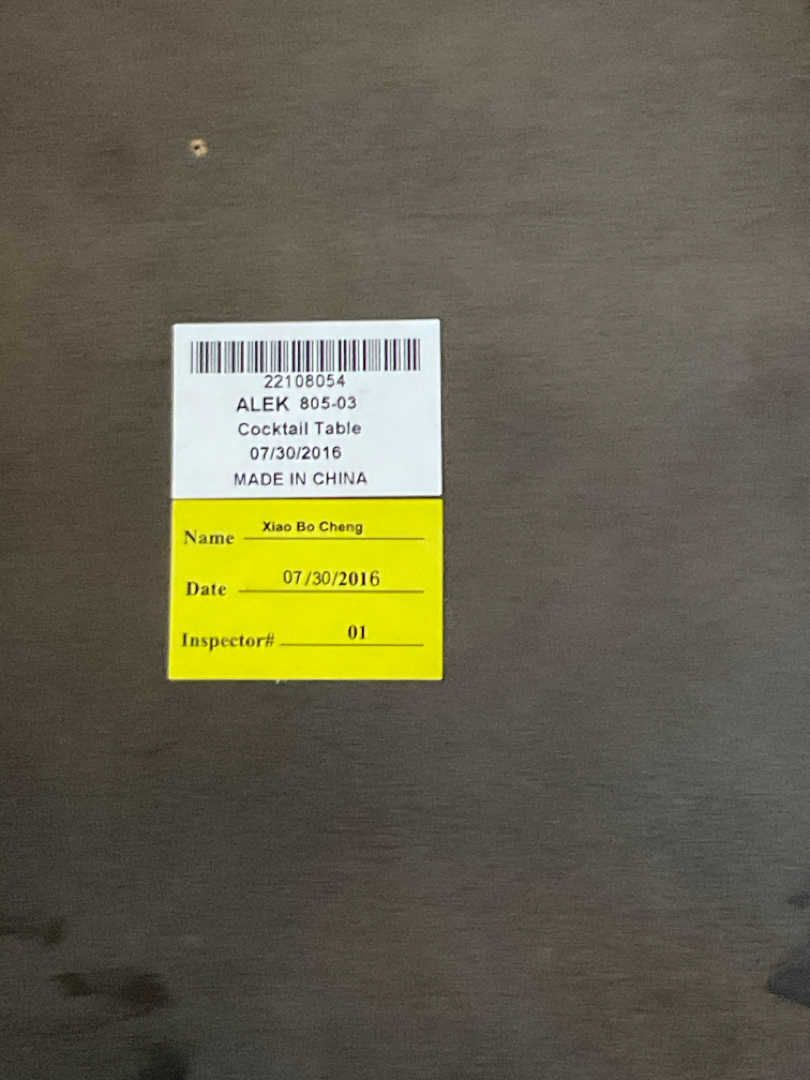 22108054
ALEK 805-03
Cocktail Table
07/30/2016
MADE IN CHINA
Name Xiao Bo Cheng
Date 07/30/2016
Inspector# 01